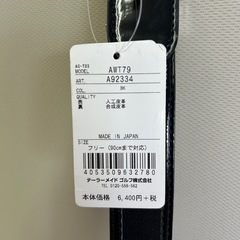 AO-TD3
MODEL AWT79
ART. A92334
COL. BK
QUALITY
表 人工皮革
裏 合成皮革
MADE IN JAPAN
SIZE
フリー(90cmまで対応)
4053509632780
テーラーメイド ゴルフ株式会社
TEL 0120-558-562
本体価格 6,400円+税